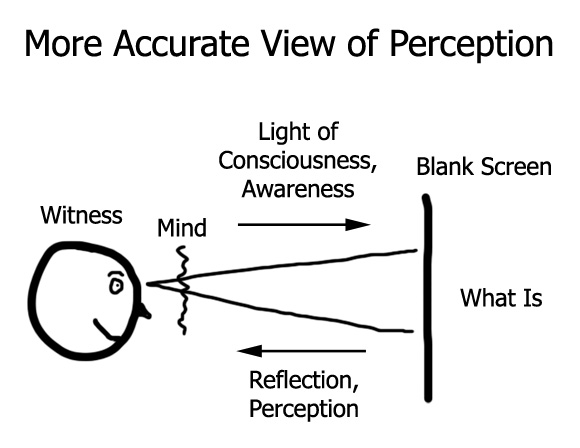 More Accurate View of Perception
Light of
Consciousness,
Awareness
Blank Screen
Witness
Mind
What Is
Reflection,
Perception